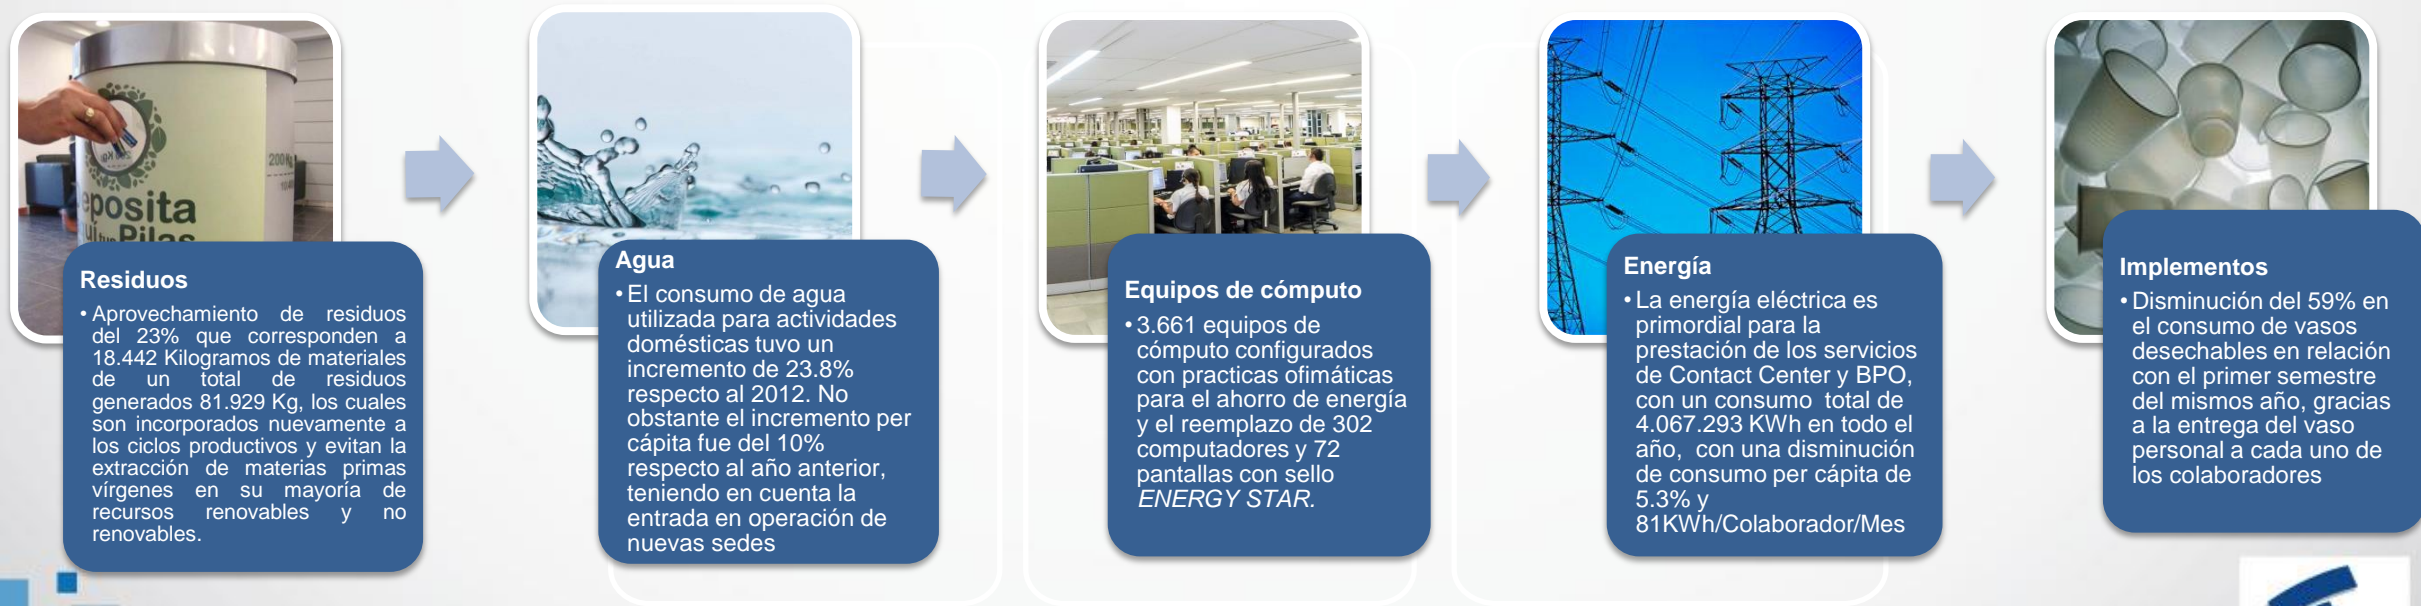 eposita
Pilas
200 Kg
Residuos
• Aprovechamiento de residuos
del 23% que corresponden a
18.442 Kilogramos de materiales
de un total de residuos
generados 81.929 Kg, los cuales
son incorporados nuevamente a
los ciclos productivos y evitan la
extracción de materias primas
vírgenes en su mayoría de
recursos renovables y no
renovables.
Agua
• El consumo de agua
utilizada para actividades
domésticas tuvo un
incremento de 23.8%
respecto al 2012. No
obstante el incremento per
cápita fue del 10%
respecto al año anterior,
teniendo en cuenta la
entrada en operación de
nuevas sedes
Equipos de cómputo
• 3.661 equipos de
cómputo configurados
con practicas ofimáticas
para el ahorro de energía
y el reemplazo de 302
computadores y 72
pantallas con sello
ENERGY STAR.
Energía
• La energía eléctrica es
primordial para la
prestación de los servicios
de Contact Center y BPO,
con un consumo total de
4.067.293 KWh en todo el
año, con una disminución
de consumo per cápita de
5.3% y
81KWh/Colaborador/Mes
Implementos
• Disminución del 59% en
el consumo de vasos
desechables en relación
con el primer semestre
del mismos año, gracias
a la entrega del vaso
personal a cada uno de
los colaboradores